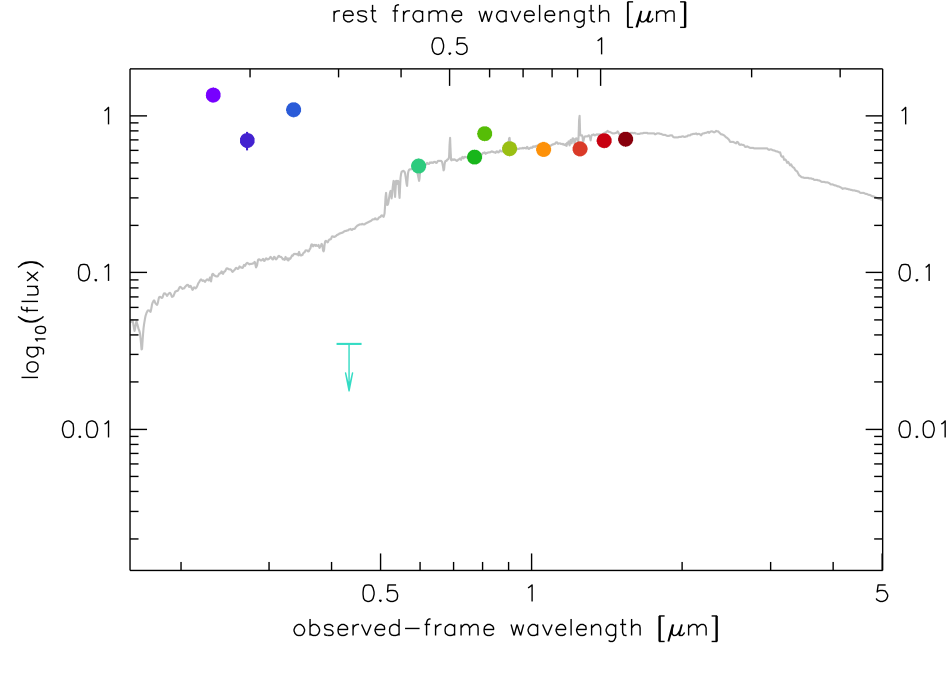 rest frame wavelength [μm]
0.5 1
1 1
0.1 0.1
0.01 0.01
log₁₀(flux)
0.5 1 5
observed-frame wavelength [μm]